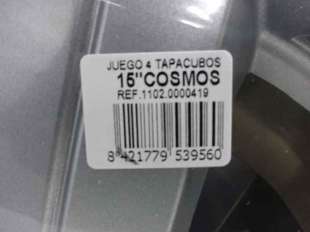 JUEGO 4 TAPACUBOS
15"COSMOS
REF.1102.0000419
8 421779 539560